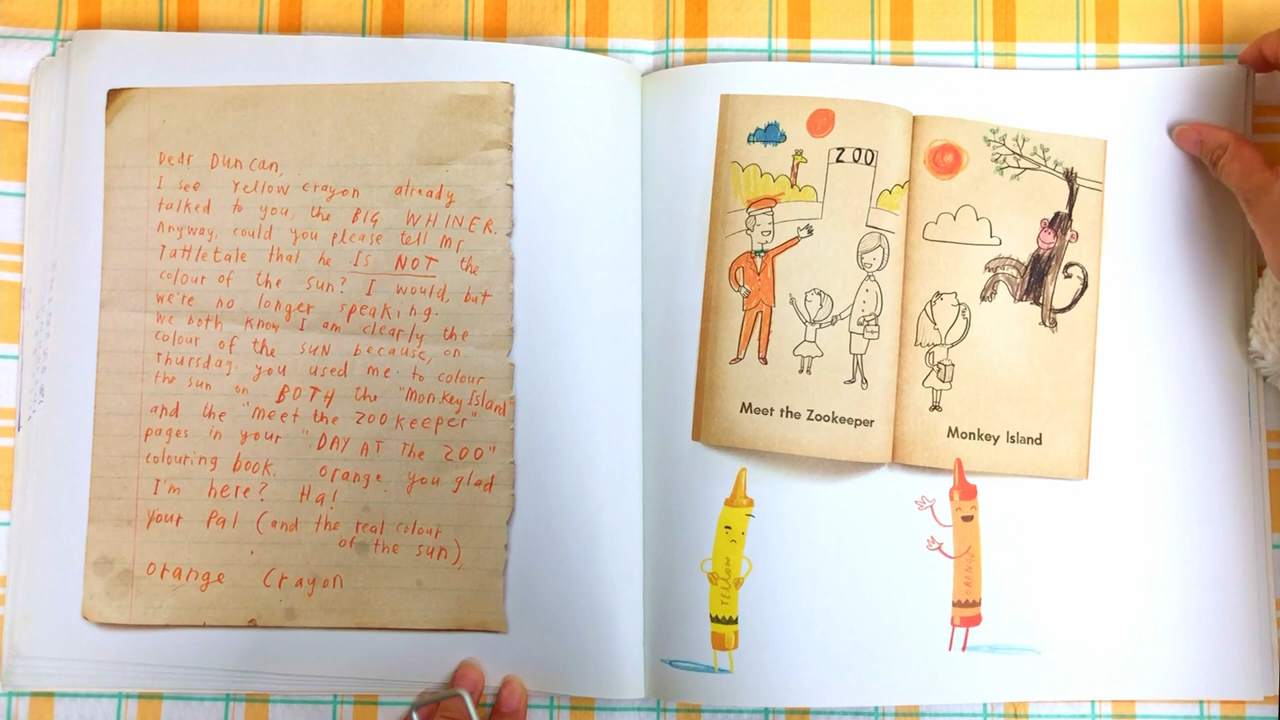 Dear Duncan,
I see Yellow crayon already
talked to you, the BIG WHINER.
Anyway, could you please tell Mr
Tattletale that he IS NOT the
colour of the sun? I would, but
we're no longer speaking.
We both know I am clearly the
colour of the sun because, on
Thursday, you used me to colour
the sun on BOTH the "Monkey Island"
and the "meet the zookeeper"
pages in your "DAY AT The ZOO"
colouring book. Orange you glad
I'm here? Ha!
Your Pal (and the real colour
of the sun),
orange Crayon
ZOO
Meet the Zookeeper
Monkey Island
YELLOW
ORANGE